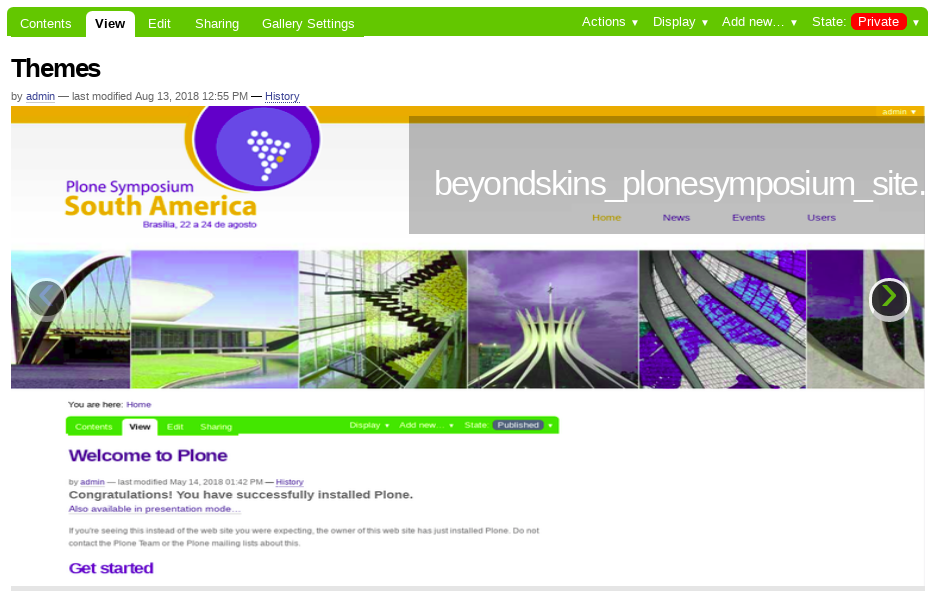 Contents View Edit Sharing Gallery Settings Actions ▼ Display ▼ Add new… ▼ State: Private ▼
Themes
by admin — last modified Aug 13, 2018 12:55 PM — History
admin ▼
beyondskins_plonesymposium_site.
Plone Symposium
South America
Brasília, 22 a 24 de agosto
Home News Events Users
You are here: Home
Contents View Edit Sharing Display ▼ Add new… ▼ State: Published ▼
Welcome to Plone
by admin — last modified May 14, 2018 01:42 PM — History
Congratulations! You have successfully installed Plone.
Also available in presentation mode…
If you're seeing this instead of the web site you were expecting, the owner of this web site has just installed Plone. Do not
contact the Plone Team or the Plone mailing lists about this.
Get started